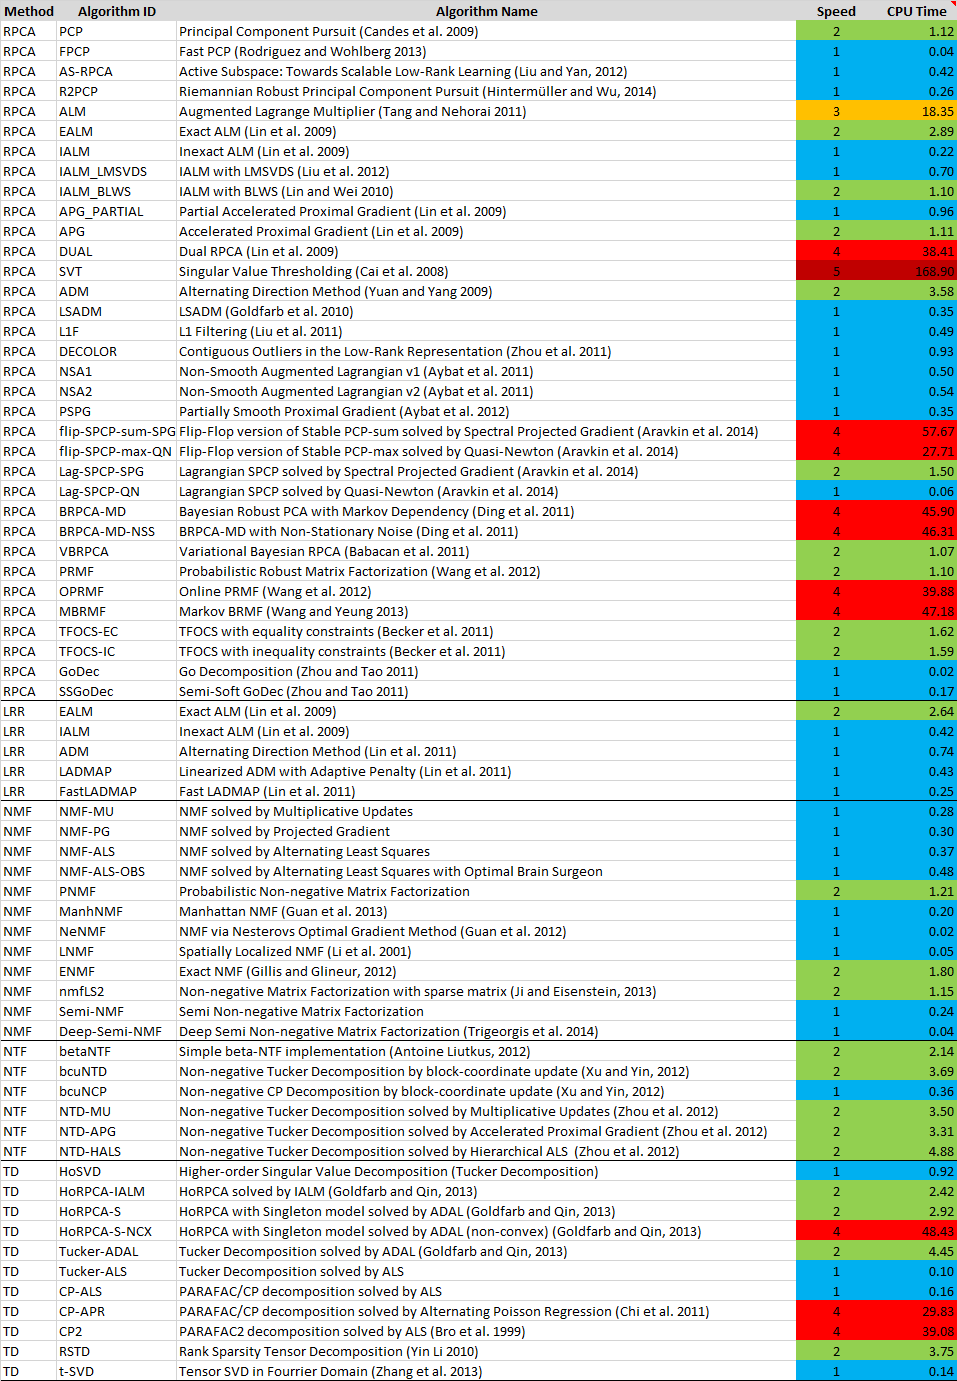 Method Algorithm ID Algorithm Name Speed CPU Time
RPCA PCP Principal Component Pursuit (Candes et al. 2009) 2 1.12
RPCA FPCP Fast PCP (Rodriguez and Wohlberg 2013) 1 0.04
RPCA AS-RPCA Active Subspace: Towards Scalable Low-Rank Learning (Liu and Yan, 2012) 1 0.42
RPCA R2PCP Riemannian Robust Principal Component Pursuit (Hintermüller and Wu, 2014) 1 0.26
RPCA ALM Augmented Lagrange Multiplier (Tang and Nehorai 2011) 3 18.35
RPCA EALM Exact ALM (Lin et al. 2009) 2 2.89
RPCA IALM Inexact ALM (Lin et al. 2009) 1 0.22
RPCA IALM_LMSVDS IALM with LMSVDS (Liu et al. 2012) 1 0.70
RPCA IALM_BLWS IALM with BLWS (Lin and Wei 2010) 2 1.10
RPCA APG_PARTIAL Partial Accelerated Proximal Gradient (Lin et al. 2009) 1 0.96
RPCA APG Accelerated Proximal Gradient (Lin et al. 2009) 2 1.11
RPCA DUAL Dual RPCA (Lin et al. 2009) 4 38.41
RPCA SVT Singular Value Thresholding (Cai et al. 2008) 5 168.90
RPCA ADM Alternating Direction Method (Yuan and Yang 2009) 2 3.58
RPCA LSADM LSADM (Goldfarb et al. 2010) 1 0.35
RPCA L1F L1 Filtering (Liu et al. 2011) 1 0.49
RPCA DECOLOR Contiguous Outliers in the Low-Rank Representation (Zhou et al. 2011) 1 0.93
RPCA NSA1 Non-Smooth Augmented Lagrangian v1 (Aybat et al. 2011) 1 0.50
RPCA NSA2 Non-Smooth Augmented Lagrangian v2 (Aybat et al. 2011) 1 0.54
RPCA PSPG Partially Smooth Proximal Gradient (Aybat et al. 2012) 1 0.35
RPCA flip-SPCP-sum-SPG Flip-Flop version of Stable PCP-sum solved by Spectral Projected Gradient (Aravkin et al. 2014) 4 57.67
RPCA flip-SPCP-max-QN Flip-Flop version of Stable PCP-max solved by Quasi-Newton (Aravkin et al. 2014) 4 27.71
RPCA Lag-SPCP-SPG Lagrangian SPCP solved by Spectral Projected Gradient (Aravkin et al. 2014) 2 1.50
RPCA Lag-SPCP-QN Lagrangian SPCP solved by Quasi-Newton (Aravkin et al. 2014) 1 0.06
RPCA BRPCA-MD Bayesian Robust PCA with Markov Dependency (Ding et al. 2011) 4 45.90
RPCA BRPCA-MD-NSS BRPCA-MD with Non-Stationary Noise (Ding et al. 2011) 4 46.31
RPCA VBRPCA Variational Bayesian RPCA (Babacan et al. 2011) 2 1.07
RPCA PRMF Probabilistic Robust Matrix Factorization (Wang et al. 2012) 2 1.10
RPCA OPRMF Online PRMF (Wang et al. 2012) 4 39.88
RPCA MBRMF Markov BRMF (Wang and Yeung 2013) 4 47.18
RPCA TFOCS-EC TFOCS with equality constraints (Becker et al. 2011) 2 1.62
RPCA TFOCS-IC TFOCS with inequality constraints (Becker et al. 2011) 2 1.59
RPCA GoDec Go Decomposition (Zhou and Tao 2011) 1 0.02
RPCA SSGoDec Semi-Soft GoDec (Zhou and Tao 2011) 1 0.17
LRR EALM Exact ALM (Lin et al. 2009) 2 2.64
LRR IALM Inexact ALM (Lin et al. 2009) 1 0.42
LRR ADM Alternating Direction Method (Lin et al. 2011) 1 0.74
LRR LADMAP Linearized ADM with Adaptive Penalty (Lin et al. 2011) 1 0.43
LRR FastLADMAP Fast LADMAP (Lin et al. 2011) 1 0.25
NMF NMF-MU NMF solved by Multiplicative Updates 1 0.28
NMF NMF-PG NMF solved by Projected Gradient 1 0.30
NMF NMF-ALS NMF solved by Alternating Least Squares 1 0.37
NMF NMF-ALS-OBS NMF solved by Alternating Least Squares with Optimal Brain Surgeon 1 0.48
NMF PNMF Probabilistic Non-negative Matrix Factorization 2 1.21
NMF ManhNMF Manhattan NMF (Guan et al. 2013) 1 0.20
NMF NeNMF NMF via Nesterovs Optimal Gradient Method (Guan et al. 2012) 1 0.02
NMF LNMF Spatially Localized NMF (Li et al. 2001) 1 0.05
NMF ENMF Exact NMF (Gillis and Glineur, 2012) 2 1.80
NMF nmfLS2 Non-negative Matrix Factorization with sparse matrix (Ji and Eisenstein, 2013) 2 1.15
NMF Semi-NMF Semi Non-negative Matrix Factorization 1 0.24
NMF Deep-Semi-NMF Deep Semi Non-negative Matrix Factorization (Trigeorgis et al. 2014) 1 0.04
NTF betaNTF Simple beta-NTF implementation (Antoine Liutkus, 2012) 2 2.14
NTF bcuNTD Non-negative Tucker Decomposition by block-coordinate update (Xu and Yin, 2012) 2 3.69
NTF bcuNCP Non-negative CP Decomposition by block-coordinate update (Xu and Yin, 2012) 1 0.36
NTF NTD-MU Non-negative Tucker Decomposition solved by Multiplicative Updates (Zhou et al. 2012) 2 3.50
NTF NTD-APG Non-negative Tucker Decomposition solved by Accelerated Proximal Gradient (Zhou et al. 2012) 2 3.31
NTF NTD-HALS Non-negative Tucker Decomposition solved by Hierarchical ALS (Zhou et al. 2012) 2 4.88
TD HoSVD Higher-order Singular Value Decomposition (Tucker Decomposition) 1 0.92
TD HoRPCA-IALM HoRPCA solved by IALM (Goldfarb and Qin, 2013) 2 2.42
TD HoRPCA-S HoRPCA with Singleton model solved by ADAL (Goldfarb and Qin, 2013) 2 2.92
TD HoRPCA-S-NCX HoRPCA with Singleton model solved by ADAL (non-convex) (Goldfarb and Qin, 2013) 4 48.43
TD Tucker-ADAL Tucker Decomposition solved by ADAL (Goldfarb and Qin, 2013) 2 4.45
TD Tucker-ALS Tucker Decomposition solved by ALS 1 0.10
TD CP-ALS PARAFAC/CP decomposition solved by ALS 1 0.16
TD CP-APR PARAFAC/CP decomposition solved by Alternating Poisson Regression (Chi et al. 2011) 4 29.83
TD CP2 PARAFAC2 decomposition solved by ALS (Bro et al. 1999) 4 39.08
TD RSTD Rank Sparsity Tensor Decomposition (Yin Li 2010) 2 3.75
TD t-SVD Tensor SVD in Fourrier Domain (Zhang et al. 2013) 1 0.14